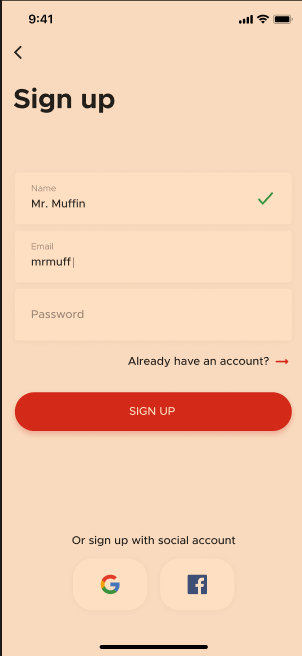 9:41
Sign up
Name
Mr. Muffin
Email
mrmuff
Password
Already have an account?
SIGN UP
Or sign up with social account